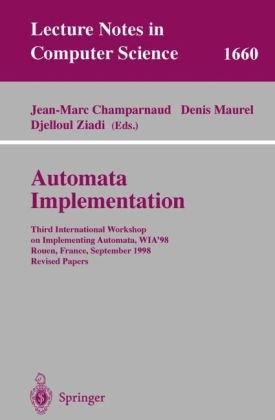 Lecture Notes in
Computer Science 1660
Jean-Marc Champarnaud Denis Maurel
Djelloul Ziadi (Eds.)
Automata
Implementation
Third International Workshop
on Implementing Automata, WIA'98
Rouen, France, September 1998
Revised Papers
Springer